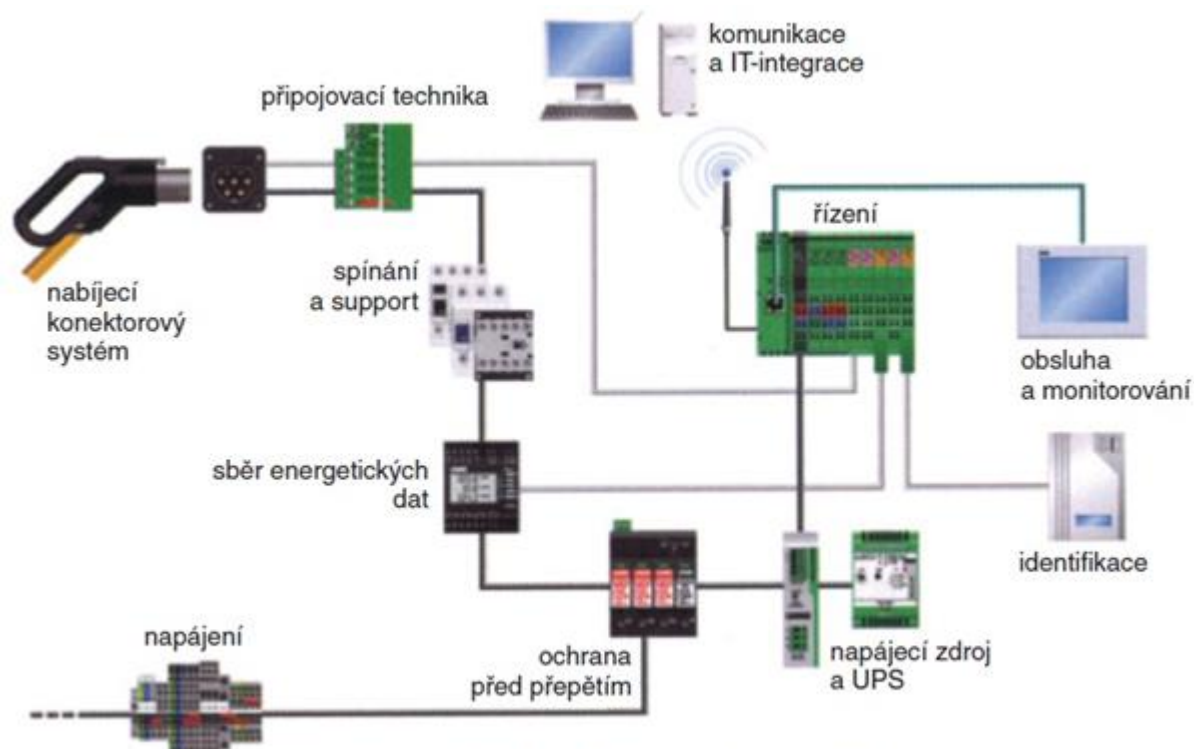 komunikace
a IT-integrace
připojovací technika
řízení
spínání
a support
nabíjecí
konektorový
systém
obsluha
a monitorování
sběr energetických
dat
identifikace
napájení
ochrana
před přepětím
napájecí zdroj
a UPS